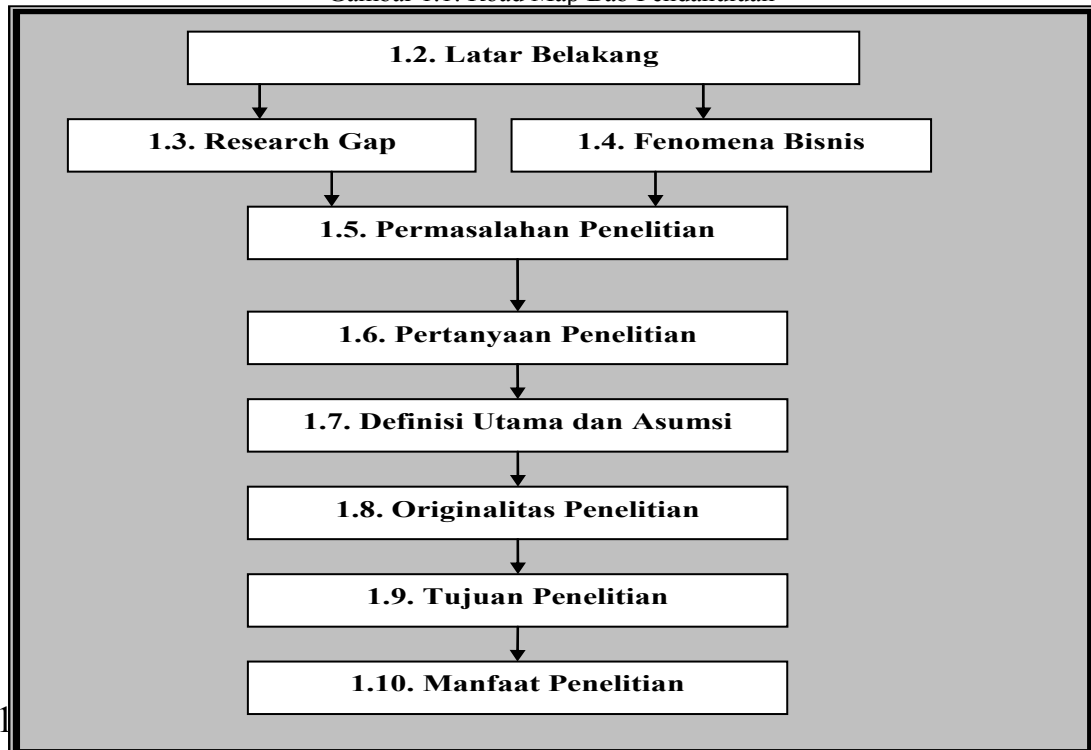 1.2. Latar Belakang
1.3. Research Gap
1.4. Fenomena Bisnis
1.5. Permasalahan Penelitian
1.6. Pertanyaan Penelitian
1.7. Definisi Utama dan Asumsi
1.8. Originalitas Penelitian
1.9. Tujuan Penelitian
1.10. Manfaat Penelitian
1